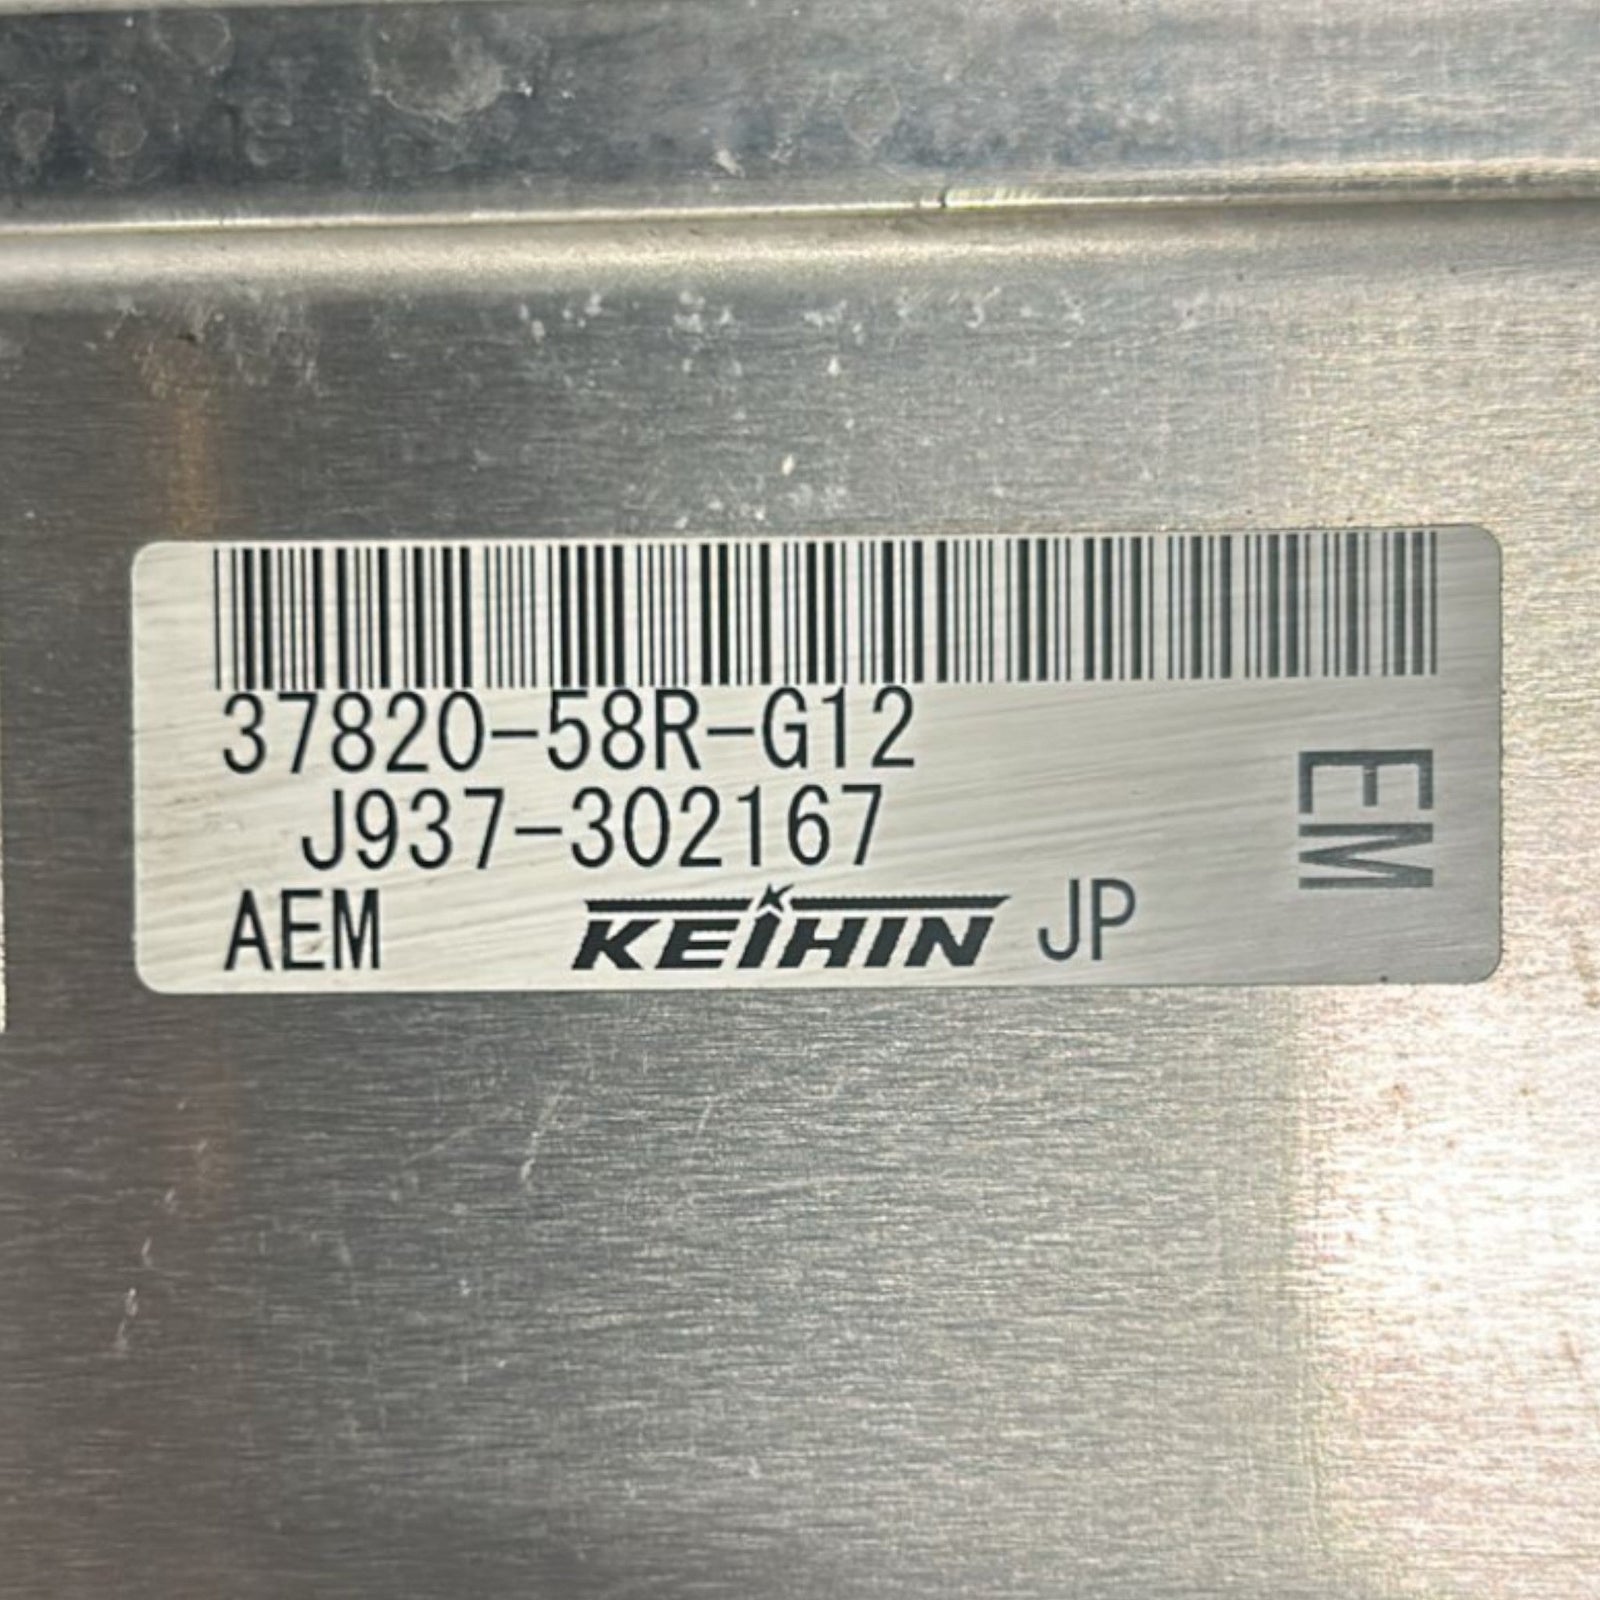 37820-58R-G12
J937-302167
AEM KEIHIN JP
EM